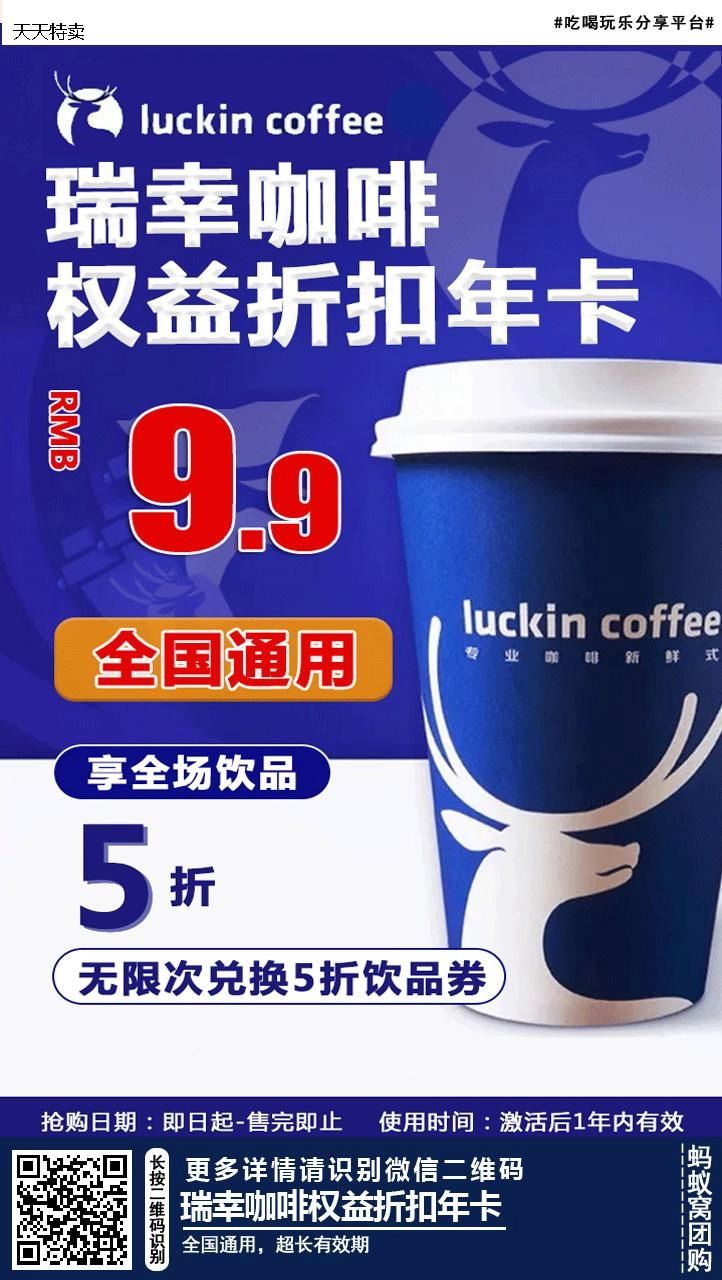 天天特卖
#吃喝玩乐分享平台#
luckin coffee
瑞幸咖啡
权益折扣年卡
RMB
9.9
全国通用
luckin coffee
专业咖啡新鲜式
享全场饮品
5折
无限次兑换5折饮品券
抢购日期：即日起-售完即止
使用时间：激活后1年内有效
长按二维码识别
更多详情请识别微信二维码
瑞幸咖啡权益折扣年卡
全国通用，超长有效期
蚂蚁窝团购